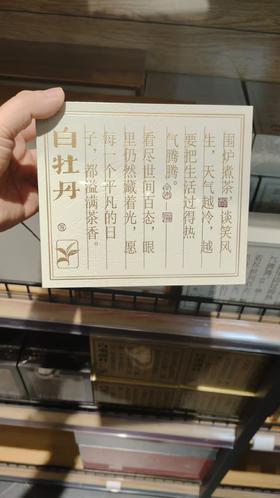 围炉煮茶，谈笑风
生，天气越冷，越
要把生活过得热
气腾腾。
看尽世间百态，眼
里仍然藏着光，愿
每一个平凡的日
子，都溢满茶香。
白牡丹